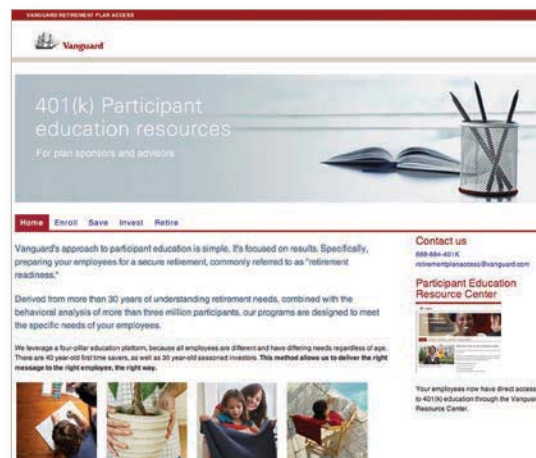 VANGUARD RETIREMENT PLAN ACCESS
Vanguard
401(k) Participant
education resources
For plan sponsors and advisors
Home Enroll Save Invest Retire
Vanguard's approach to participant education is simple. It's focused on results. Specifically,
preparing your employees for a secure retirement, commonly referred to as "retirement
readiness."
Derived from more than 30 years of understanding retirement needs, combined with the
behavioral analysis of more than three million participants, our programs are designed to meet
the specific needs of your employees.
We leverage a four-pillar education platform, because all employees are different and have differing needs regardless of age.
There are 40 year-old first time savers, as well as 30 year-old seasoned investors. This method allows us to deliver the right
message to the right employee, the right way.
Contact us
888-684-401K
retirementplanaccess@vanguard.com
Participant Education
Resource Center
Your employees now have direct access
to 401(k) education through the Vanguard
Resource Center.